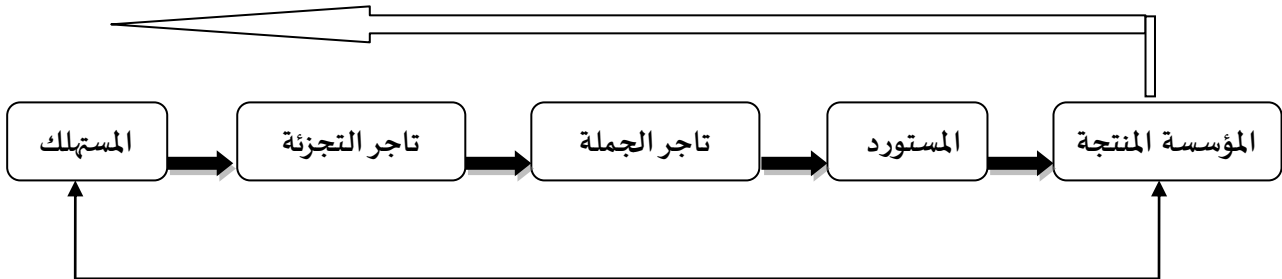 المؤسسة المنتجة
المستورد
تاجر الجملة
تاجر التجزئة
المستهلك